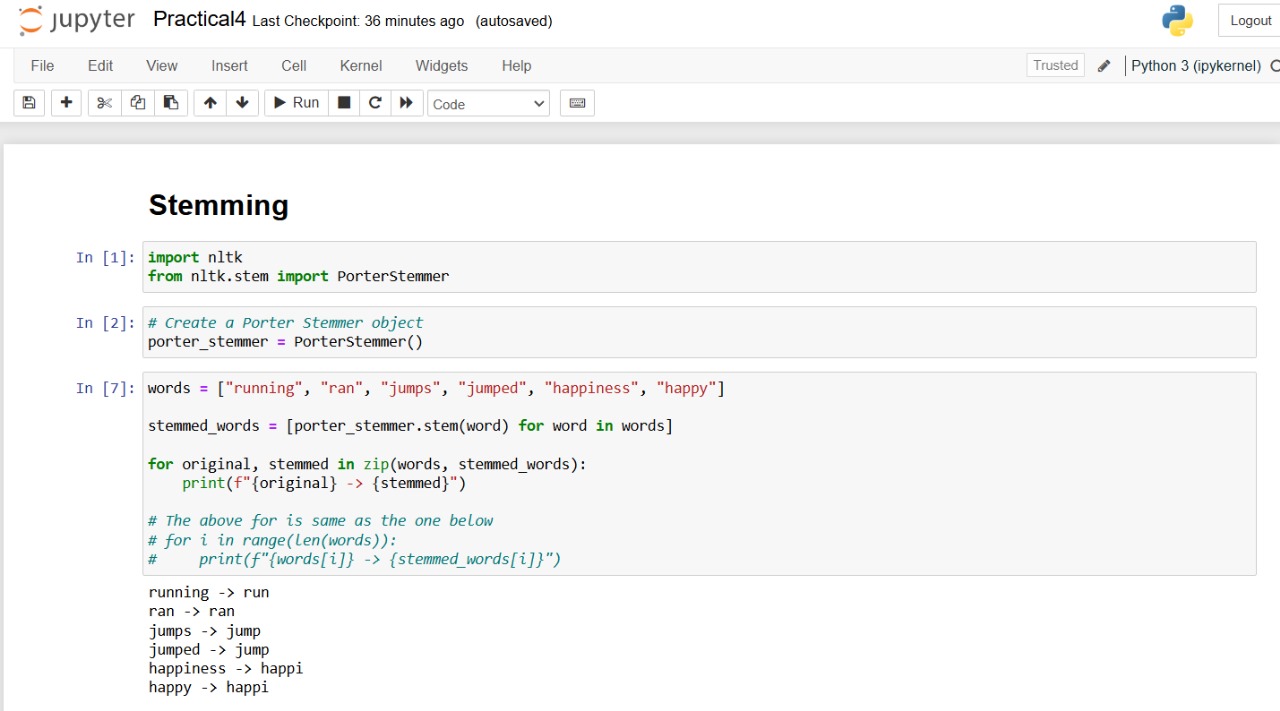 jupyter Practical4 Last Checkpoint: 36 minutes ago (autosaved) Logout
File Edit View Insert Cell Kernel Widgets Help Trusted Python 3 (ipykernel)
Run Code
Stemming
In [1]: import nltk
from nltk.stem import PorterStemmer
In [2]: # Create a Porter Stemmer object
porter_stemmer = PorterStemmer()
In [7]: words = ["running", "ran", "jumps", "jumped", "happiness", "happy"]
stemmed_words = [porter_stemmer.stem(word) for word in words]
for original, stemmed in zip(words, stemmed_words):
    print(f"{original} -> {stemmed}")
# The above for is same as the one below
# for i in range(len(words)):
#     print(f"{words[i]} -> {stemmed_words[i]}")
running -> run
ran -> ran
jumps -> jump
jumped -> jump
happiness -> happi
happy -> happi